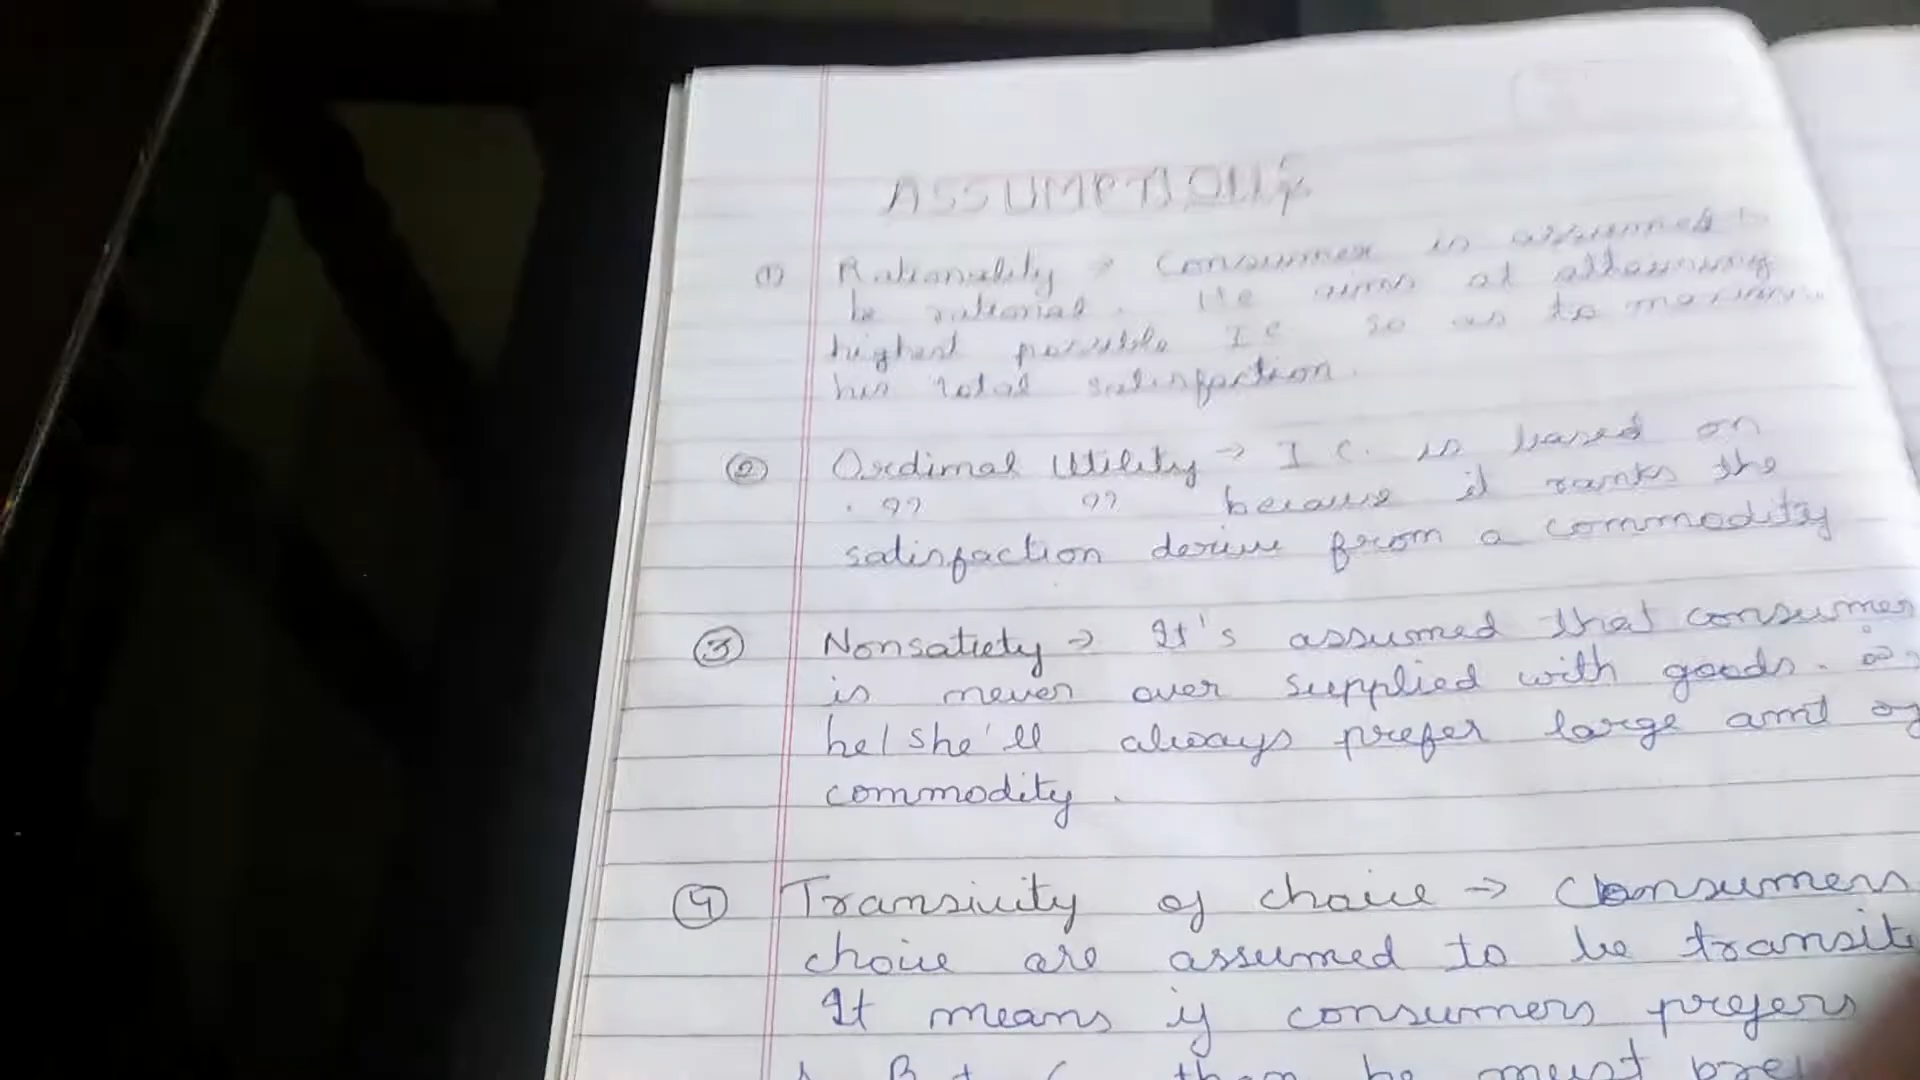 ASSUMPTIONS
(1) Rationality → Consumer is assumed to
be rational. He aims at attaining
highest possible IC so as to
his total satisfaction.
(2) Ordinal Utility → I C. is based on
. ,, ,, because it ranks the
satisfaction derive from a commodity
(3) Nonsatiety → It's assumed that consumer
is never over supplied with goods.
he/she'll always prefer large amt of
commodity.
(4) Transivity of choice → Consumers
choice are assumed to be transit
It means if consumers prefers